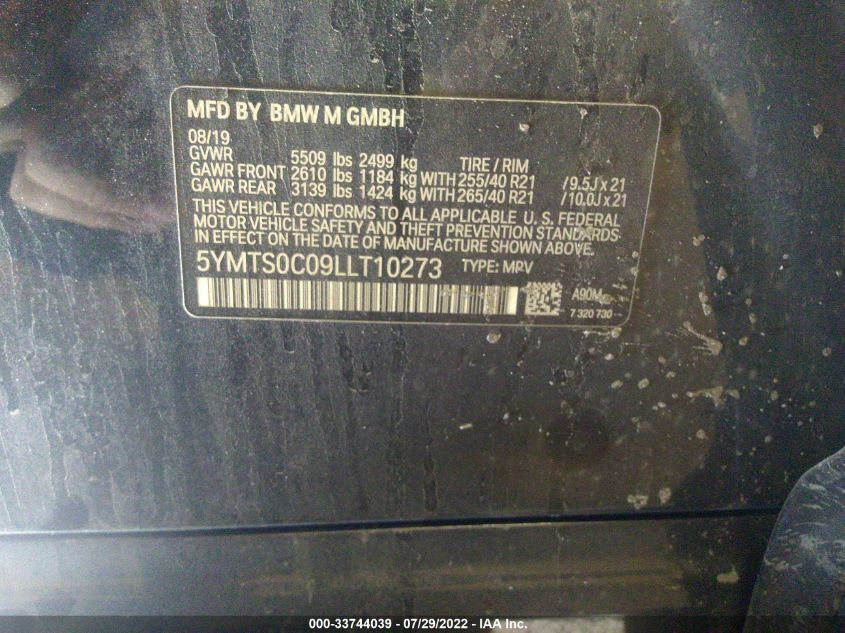 MFD BY BMW M GMBH
08/19
GVWR 5509 lbs 2499 kg TIRE / RIM
GAWR FRONT 2610 lbs 1184 kg WITH 255/40 R21 /9.5J x 21
GAWR REAR 3139 lbs 1424 kg WITH 265/40 R21 /10.0J x 21
THIS VEHICLE CONFORMS TO ALL APPLICABLE U. S. FEDERAL
MOTOR VEHICLE SAFETY AND THEFT PREVENTION STANDARDS
IN EFFECT ON THE DATE OF MANUFACTURE SHOWN ABOVE.
5YMTS0C09LLT10273 TYPE: MPV
A90M
7 320 730
000-33744039 - 07/29/2022 - IAA Inc.